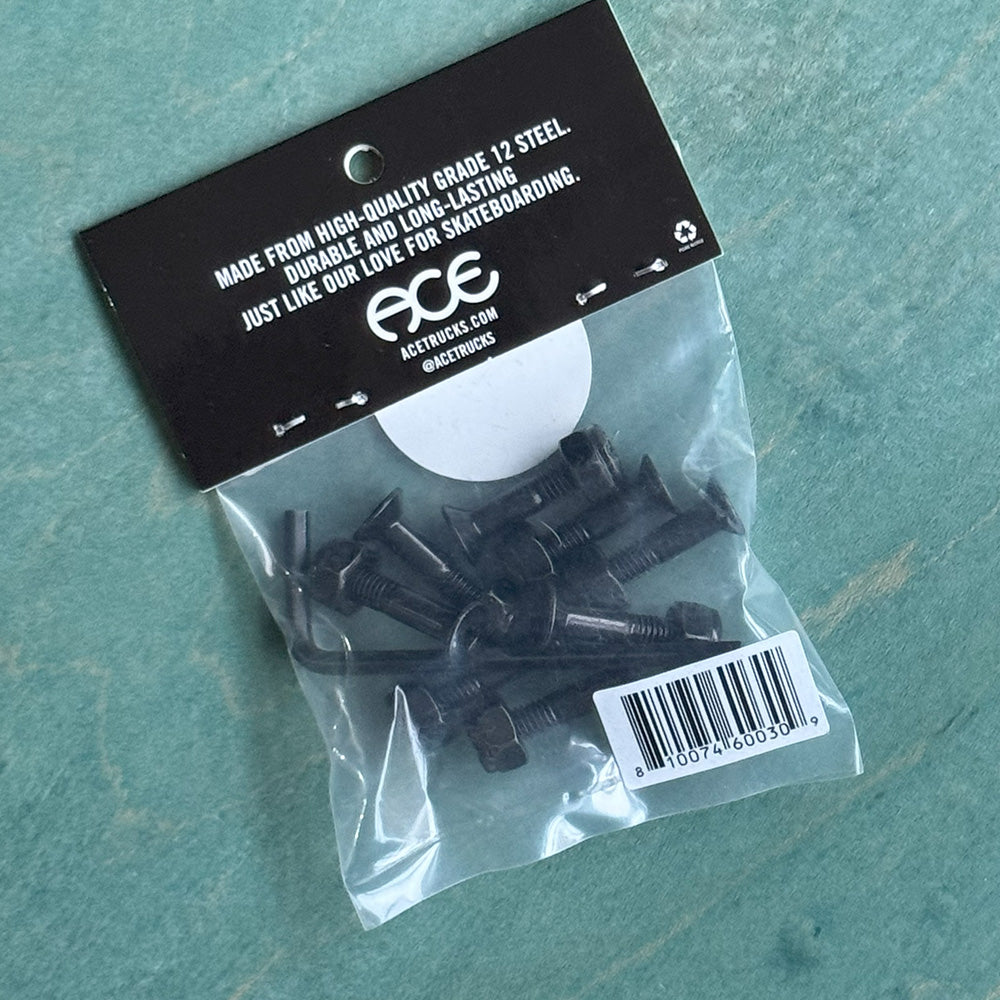 MADE FROM HIGH-QUALITY GRADE 12 STEEL.
DURABLE AND LONG-LASTING
JUST LIKE OUR LOVE FOR SKATEBOARDING.
ACE
ACETRUCKS.COM
@ACETRUCKS
8 10074 60030 9